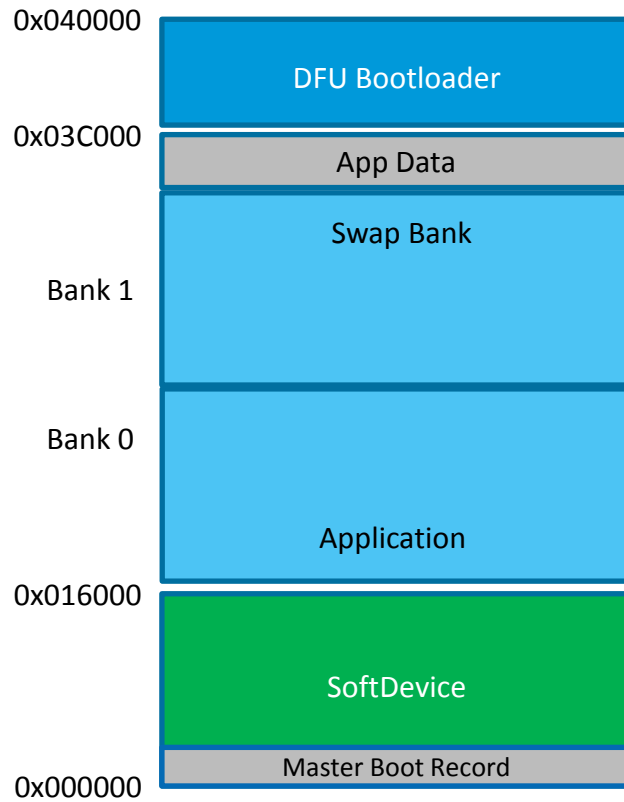 0x040000
DFU Bootloader
0x03C000
App Data
Swap Bank
Bank 1
Bank 0
Application
0x016000
SoftDevice
Master Boot Record
0x000000